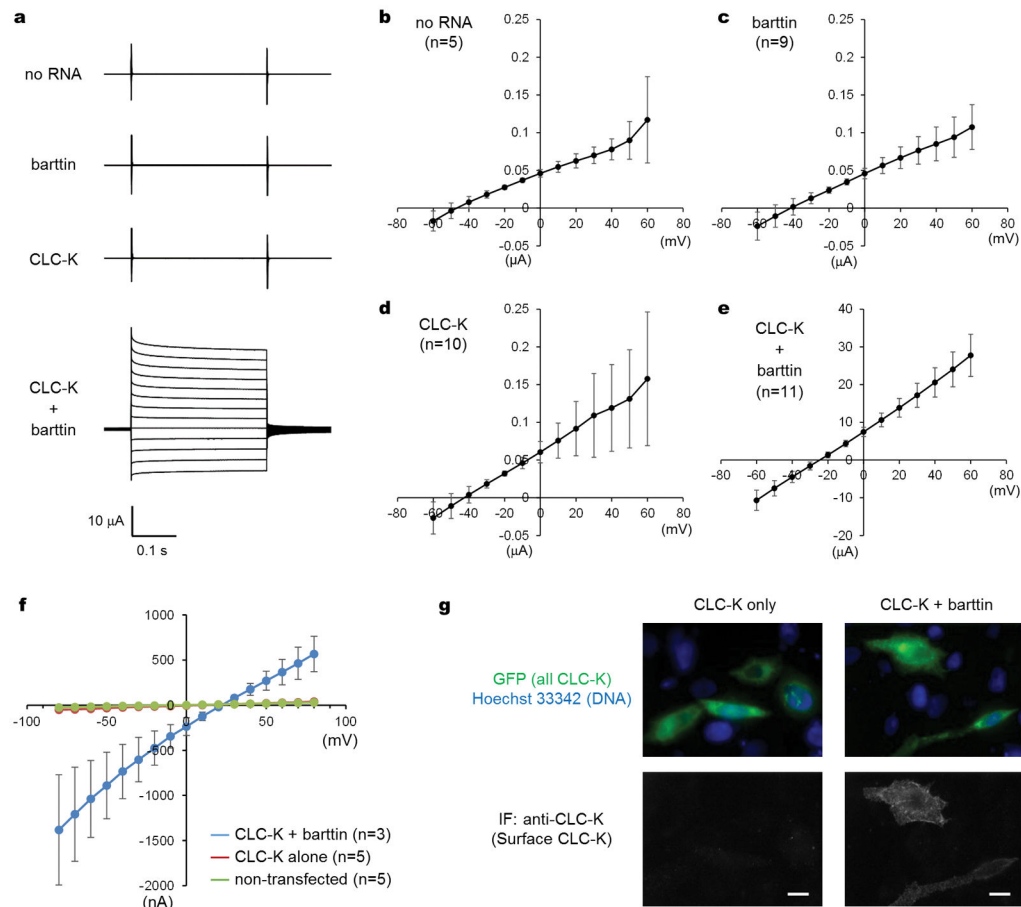 a
no RNA
barttin
CLC-K
CLC-K
+
barttin
10 µA
0.1 s
b
no RNA
(n=5)
0.25
0.2
0.15
0.1
0.05
0
-0.05
-80 -60 -40 -20 0 20 40 60 80
(mV)
(µA)
c
barttin
(n=9)
0.25
0.2
0.15
0.1
0.05
0
-0.05
-80 -60 -40 -20 0 20 40 60 80
(mV)
(µA)
d
CLC-K
(n=10)
0.25
0.2
0.15
0.1
0.05
0
-0.05
-80 -60 -40 -20 0 20 40 60 80
(mV)
(µA)
e
CLC-K
+
barttin
(n=11)
40
30
20
10
0
-10
-20
-80 -60 -40 -20 0 20 40 60 80
(mV)
(µA)
f
1000
500
0
-500
-1000
-1500
-2000
-100 -50 0 50 100
(mV)
(nA)
CLC-K + barttin (n=3)
CLC-K alone (n=5)
non-transfected (n=5)
g
CLC-K only
CLC-K + barttin
GFP (all CLC-K)
Hoechst 33342 (DNA)
IF: anti-CLC-K
(Surface CLC-K)